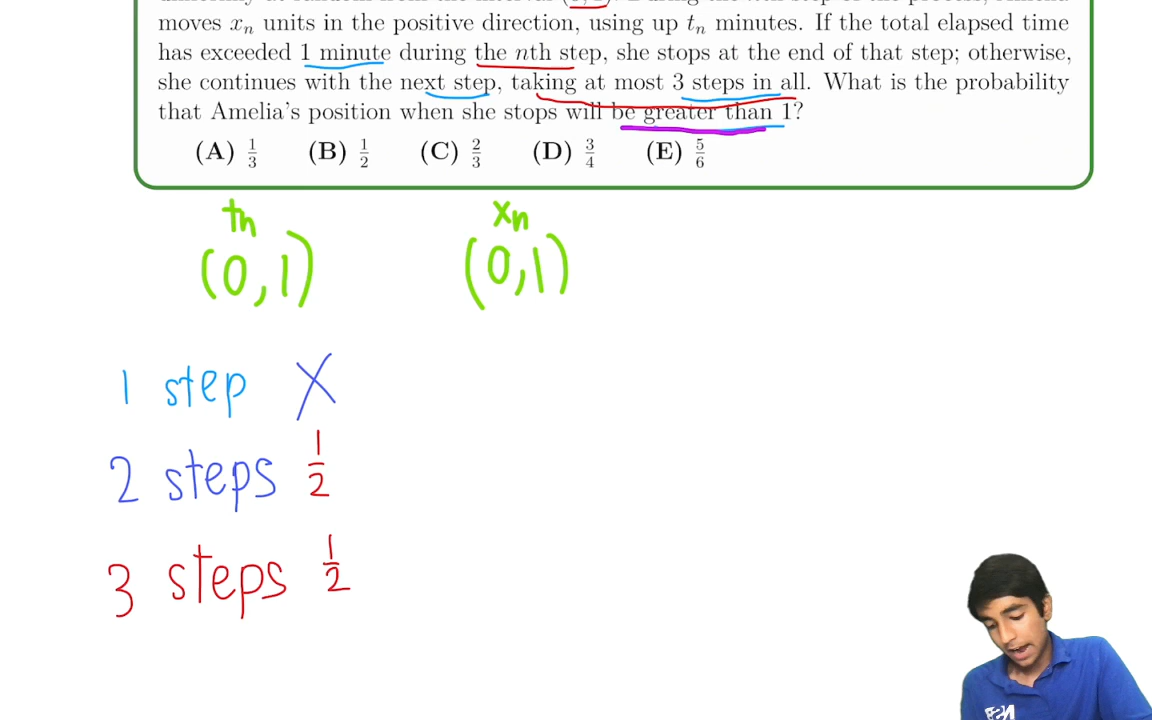 moves xₙ units in the positive direction, using up tₙ minutes. If the total elapsed time
has exceeded 1 minute during the nth step, she stops at the end of that step; otherwise,
she continues with the next step, taking at most 3 steps in all. What is the probability
that Amelia's position when she stops will be greater than 1?
(A) 1/3 (B) 1/2 (C) 2/3 (D) 3/4 (E) 5/6
tn xn
(0,1) (0,1)
1 step X
2 steps 1/2
3 steps 1/2